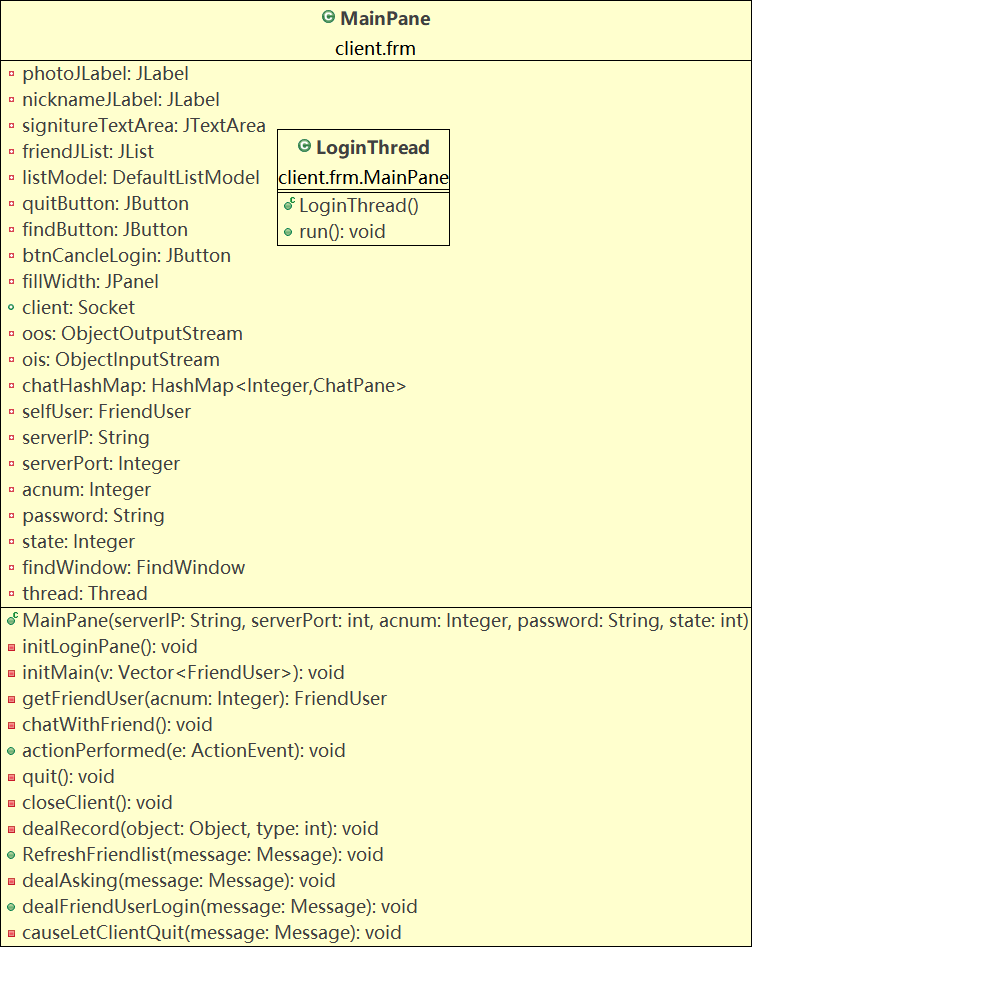 MainPane
client.frm
photoJLabel: JLabel
nicknameJLabel: JLabel
signitureTextArea: JTextArea
friendJList: JList
listModel: DefaultListModel
quitButton: JButton
findButton: JButton
btnCancleLogin: JButton
fillWidth: JPanel
client: Socket
oos: ObjectOutputStream
ois: ObjectInputStream
chatHashMap: HashMap<Integer,ChatPane>
selfUser: FriendUser
serverIP: String
serverPort: Integer
acnum: Integer
password: String
state: Integer
findWindow: FindWindow
thread: Thread
MainPane(serverIP: String, serverPort: int, acnum: Integer, password: String, state: int)
initLoginPane(): void
initMain(v: Vector<FriendUser>): void
getFriendUser(acnum: Integer): FriendUser
chatWithFriend(): void
actionPerformed(e: ActionEvent): void
quit(): void
closeClient(): void
dealRecord(object: Object, type: int): void
RefreshFriendlist(message: Message): void
dealAsking(message: Message): void
dealFriendUserLogin(message: Message): void
causeLetClientQuit(message: Message): void
LoginThread
client.frm.MainPane
LoginThread()
run(): void